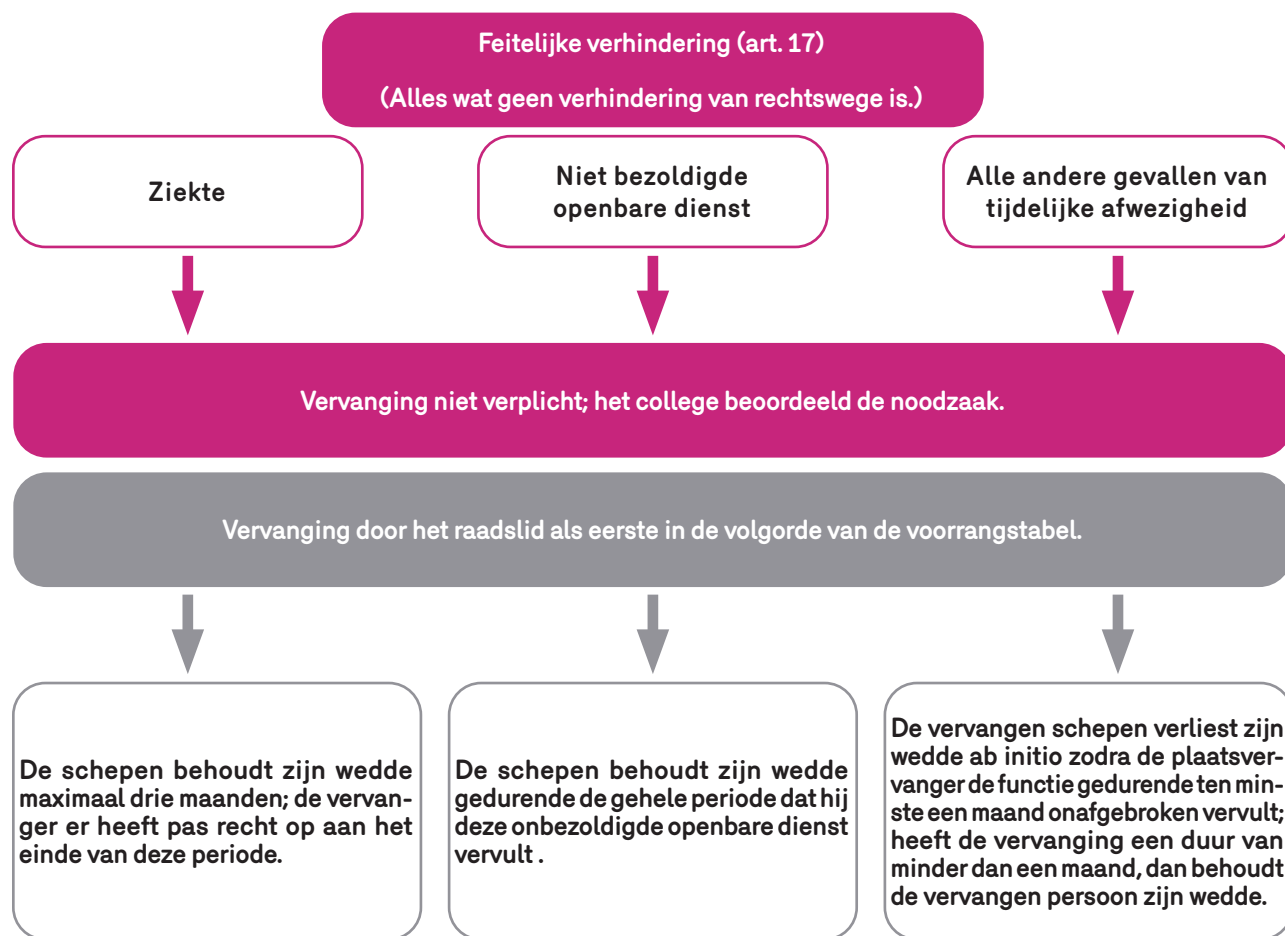 Feitelijke verhindering (art. 17)
(Alles wat geen verhindering van rechtswege is.)
Ziekte
Niet bezoldigde
openbare dienst
Alle andere gevallen van
tijdelijke afwezigheid
Vervanging niet verplicht; het college beoordeeld de noodzaak.
Vervanging door het raadslid als eerste in de volgorde van de voorrangstabel.
De schepen behoudt zijn wedde
maximaal drie maanden; de vervan-
ger er heeft pas recht op aan het
einde van deze periode.
De schepen behoudt zijn wedde
gedurende de gehele periode dat hij
deze onbezoldigde openbare dienst
vervult .
De vervangen schepen verliest zijn
wedde ab initio zodra de plaatsver-
vanger de functie gedurende ten min-
ste een maand onafgebroken vervult;
heeft de vervanging een duur van
minder dan een maand, dan behoudt
de vervangen persoon zijn wedde.